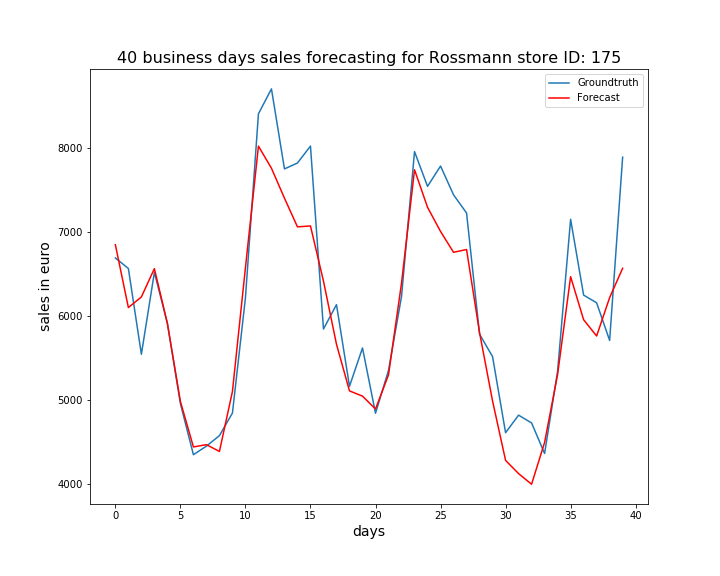 40 business days sales forecasting for Rossmann store ID: 175
Groundtruth
Forecast
sales in euro
8000
7000
6000
5000
4000
0 5 10 15 20 25 30 35 40
days